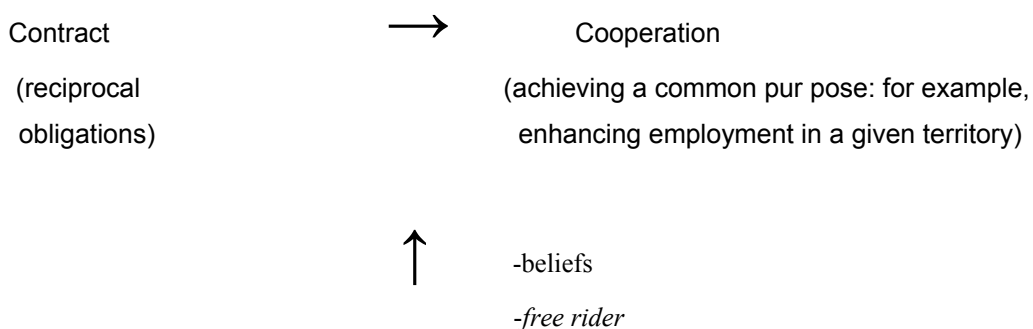 Contract → Cooperation
(reciprocal (achieving a common pur pose: for example,
obligations) enhancing employment in a given territory)
↑ -beliefs
-free rider